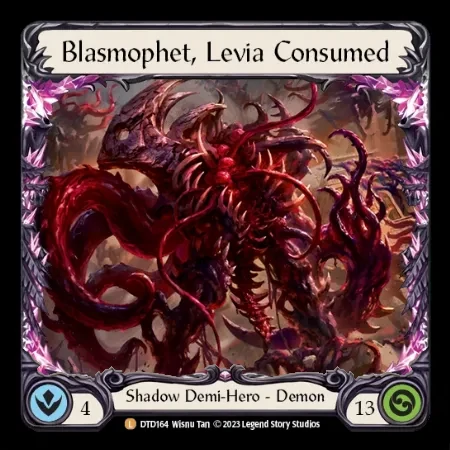 Blasmophet, Levia Consumed
4
Shadow Demi-Hero - Demon
13
L DTD164 Wisnu Tan © 2023 Legend Story Studios